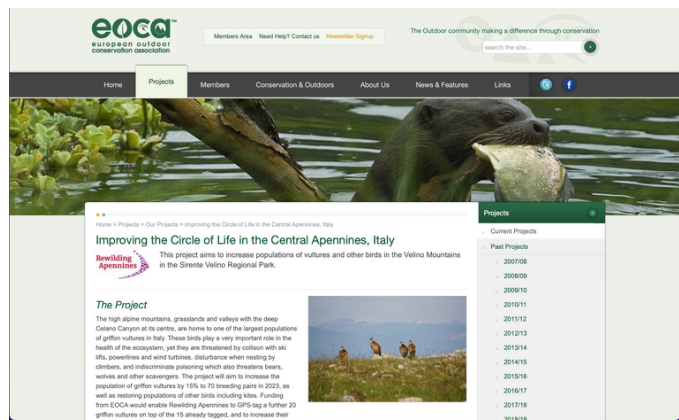 eoca™
european outdoor
conservation association
Members Area Need Help? Contact us Newsletter Signup
The Outdoor community making a difference through conservation
search the site...
Home Projects Members Conservation & Outdoors About Us News & Features Links
Home > Projects > Our Projects > Improving the Circle of Life in the Central Apennines, Italy
Improving the Circle of Life in the Central Apennines, Italy
Rewilding
Apennines
This project aims to increase populations of vultures and other birds in the Velino Mountains
in the Sirente Velino Regional Park.
The Project
The high alpine mountains, grasslands and valleys with the deep
Celano Canyon at its centre, are home to one of the largest populations
of griffon vultures in Italy. These birds play a very important role in the
health of the ecosystem, yet they are threatened by collison with ski
lifts, powerlines and wind turbines, disturbance when nesting by
climbers, and indiscriminate poisoning which also threatens bears,
wolves and other scavengers. The project will aim to increase the
population of griffon vultures by 15% to 70 breeding pairs in 2023, as
well as restoring populations of other birds including kites. Funding
from EOCA would enable Rewilding Apennines to GPS-tag a further 20
griffon vultures on top of the 15 already tagged, and to increase their
Projects
Current Projects
Past Projects
2007/08
2008/09
2009/10
2010/11
2011/12
2012/13
2013/14
2014/15
2015/16
2016/17
2017/18
2018/19